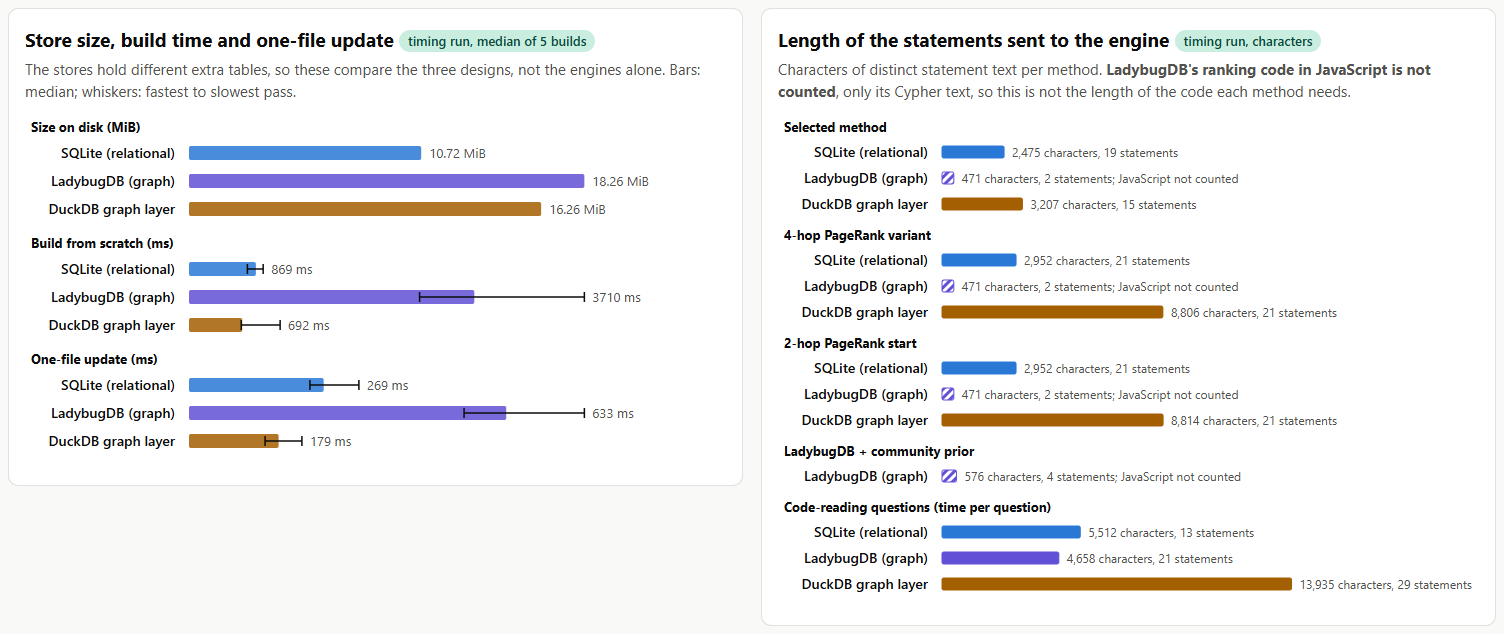 Store size, build time and one-file update timing run, median of 5 builds
The stores hold different extra tables, so these compare the three designs, not the engines alone. Bars:
median; whiskers: fastest to slowest pass.
Size on disk (MiB)
SQLite (relational) 10.72 MiB
LadybugDB (graph) 18.26 MiB
DuckDB graph layer 16.26 MiB
Build from scratch (ms)
SQLite (relational) 869 ms
LadybugDB (graph) 3710 ms
DuckDB graph layer 692 ms
One-file update (ms)
SQLite (relational) 269 ms
LadybugDB (graph) 633 ms
DuckDB graph layer 179 ms
Length of the statements sent to the engine timing run, characters
Characters of distinct statement text per method. LadybugDB's ranking code in JavaScript is not
counted, only its Cypher text, so this is not the length of the code each method needs.
Selected method
SQLite (relational) 2,475 characters, 19 statements
LadybugDB (graph) 471 characters, 2 statements; JavaScript not counted
DuckDB graph layer 3,207 characters, 15 statements
4-hop PageRank variant
SQLite (relational) 2,952 characters, 21 statements
LadybugDB (graph) 471 characters, 2 statements; JavaScript not counted
DuckDB graph layer 8,806 characters, 21 statements
2-hop PageRank start
SQLite (relational) 2,952 characters, 21 statements
LadybugDB (graph) 471 characters, 2 statements; JavaScript not counted
DuckDB graph layer 8,814 characters, 21 statements
LadybugDB + community prior
LadybugDB (graph) 576 characters, 4 statements; JavaScript not counted
Code-reading questions (time per question)
SQLite (relational) 5,512 characters, 13 statements
LadybugDB (graph) 4,658 characters, 21 statements
DuckDB graph layer 13,935 characters, 29 statements